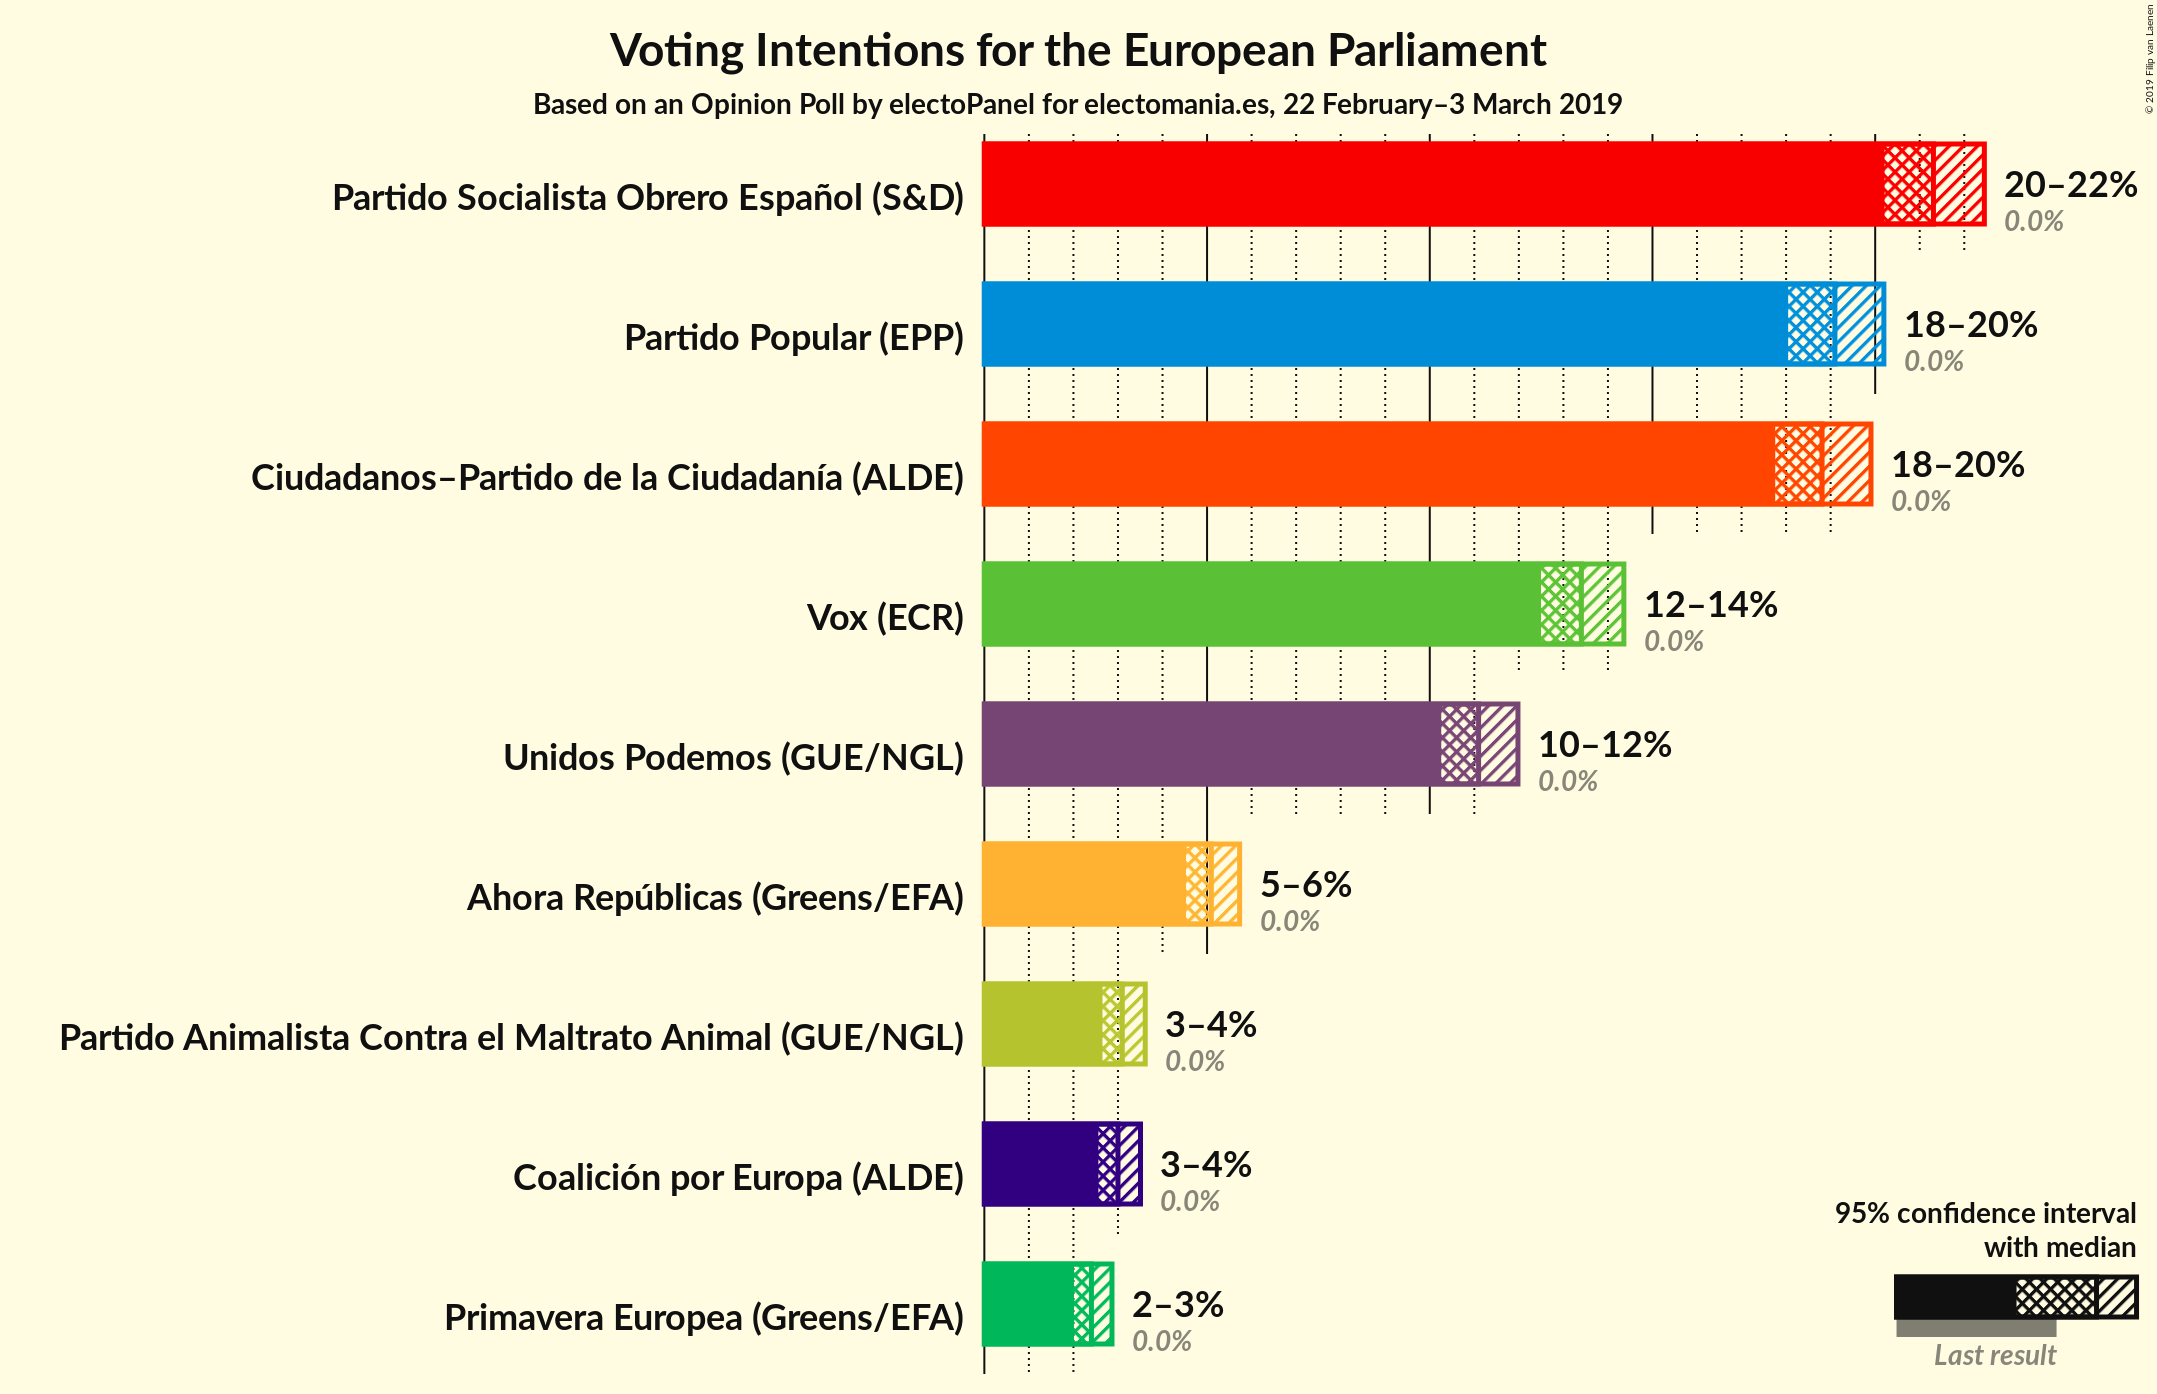 Voting Intentions for the European Parliament
Based on an Opinion Poll by electoPanel for electomania.es, 22 February–3 March 2019
© 2019 Filip van Laenen
Partido Socialista Obrero Español (S&D)
20–22%
0.0%
Partido Popular (EPP)
18–20%
0.0%
Ciudadanos–Partido de la Ciudadanía (ALDE)
18–20%
0.0%
Vox (ECR)
12–14%
0.0%
Unidos Podemos (GUE/NGL)
10–12%
0.0%
Ahora Repúblicas (Greens/EFA)
5–6%
0.0%
Partido Animalista Contra el Maltrato Animal (GUE/NGL)
3–4%
0.0%
Coalición por Europa (ALDE)
3–4%
0.0%
Primavera Europea (Greens/EFA)
2–3%
0.0%
95% confidence interval
with median
Last result